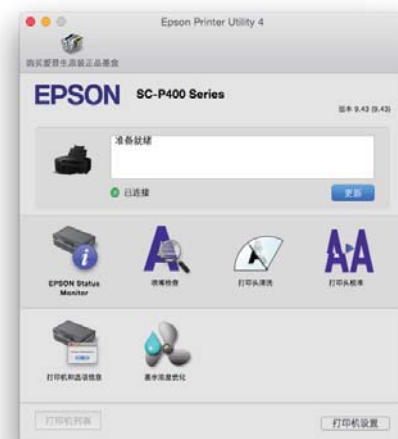 Epson Printer Utility 4
购买爱普生原装正品墨盒
EPSON SC-P400 Series
版本 9.43 (9.43)
准备就绪
已连接
更新
EPSON Status
Monitor
喷嘴检查
打印头清洗
打印头校准
打印机和选项信息
墨水浓度优化
打印机列表
打印机设置